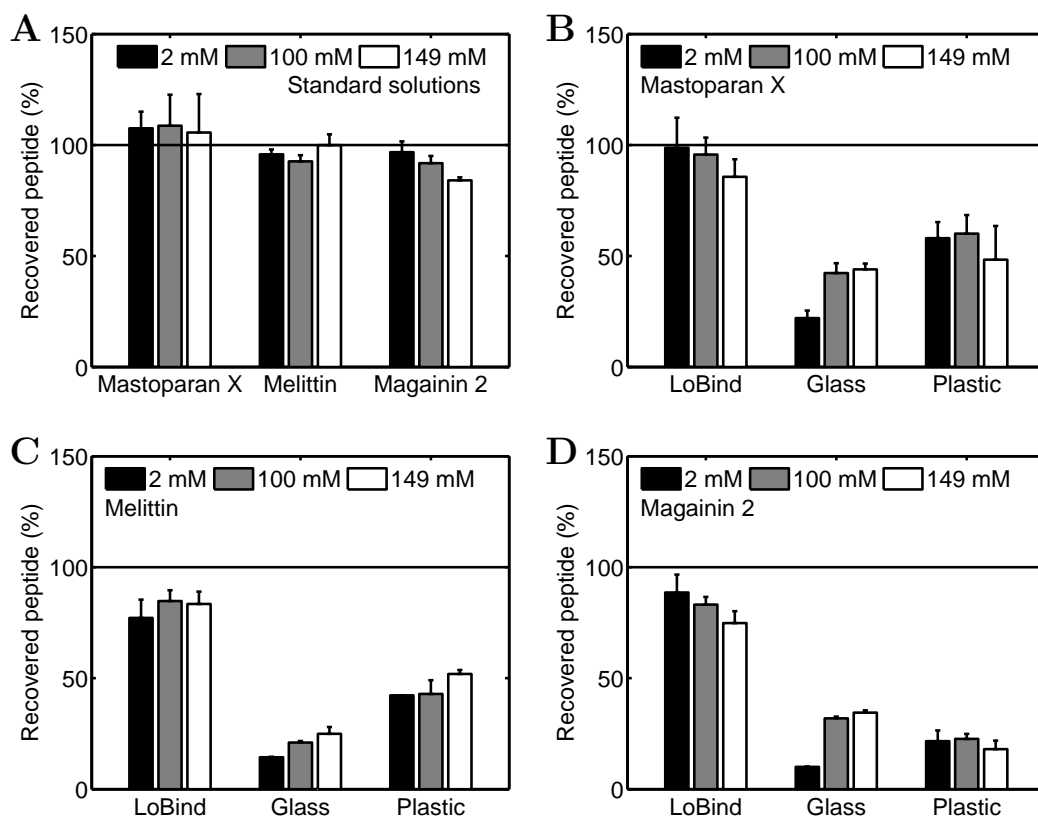 A
150
100
50
0
Recovered peptide (%)
2 mM 100 mM 149 mM
Standard solutions
Mastoparan X Melittin Magainin 2
B
150
100
50
0
Recovered peptide (%)
2 mM 100 mM 149 mM
Mastoparan X
LoBind Glass Plastic
C
150
100
50
0
Recovered peptide (%)
2 mM 100 mM 149 mM
Melittin
LoBind Glass Plastic
D
150
100
50
0
Recovered peptide (%)
2 mM 100 mM 149 mM
Magainin 2
LoBind Glass Plastic